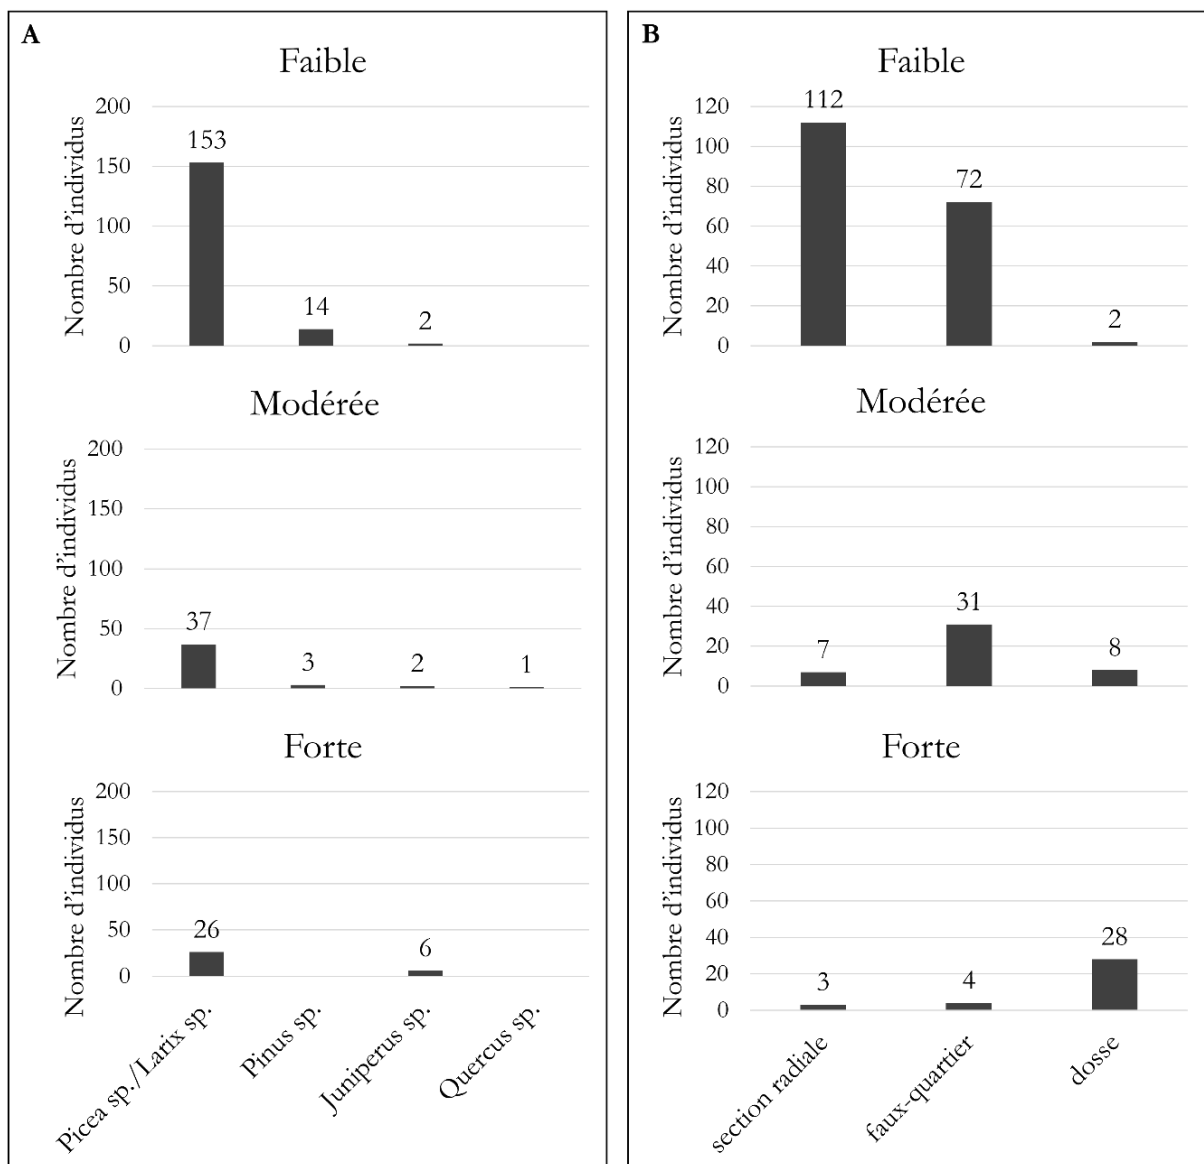 A
Faible
Nombre d'individus
200
150
100
50
0
153
14
2
Modérée
Nombre d'individus
200
150
100
50
0
37
3
2
1
Forte
Nombre d'individus
200
150
100
50
0
26
6
Picea sp./Larix sp.
Pinus sp.
Juniperus sp.
Quercus sp.
B
Faible
Nombre d'individus
120
100
80
60
40
20
0
112
72
2
Modérée
Nombre d'individus
120
100
80
60
40
20
0
7
31
8
Forte
Nombre d'individus
120
100
80
60
40
20
0
3
4
28
section radiale
faux-quartier
dosse